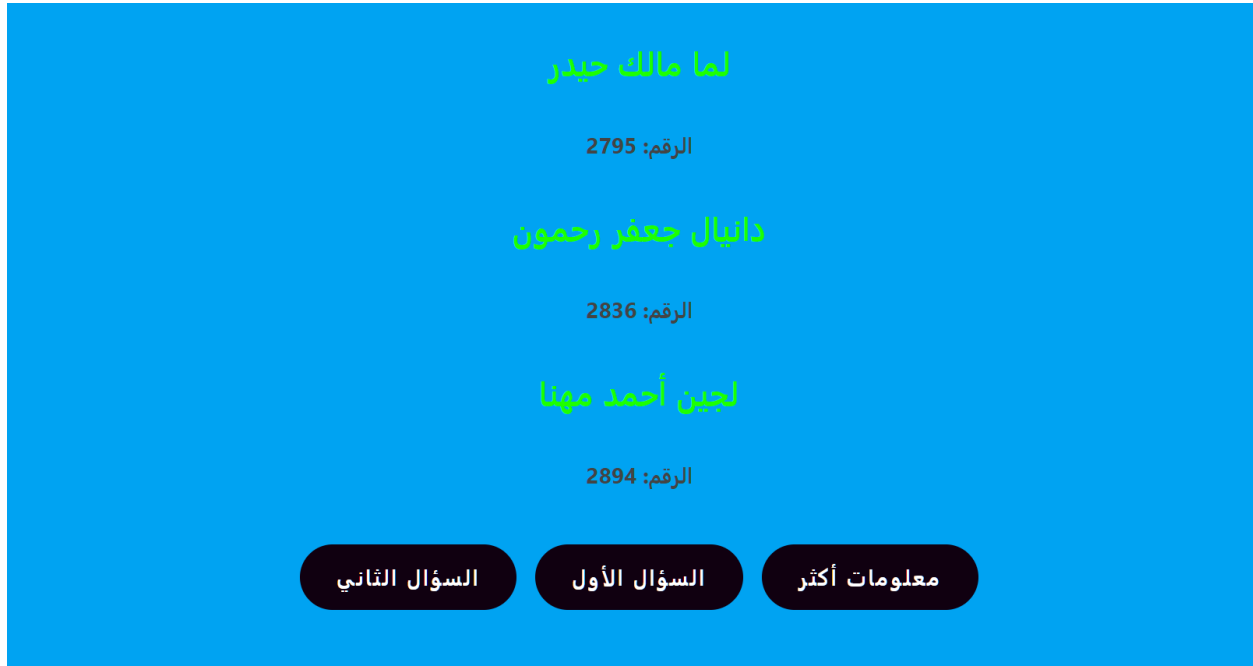 لما مالك حيدر
الرقم: 2795
دانيال جعفر رحمون
الرقم: 2836
لجين أحمد مهنا
الرقم: 2894
معلومات أكثر
السؤال الأول
السؤال الثاني